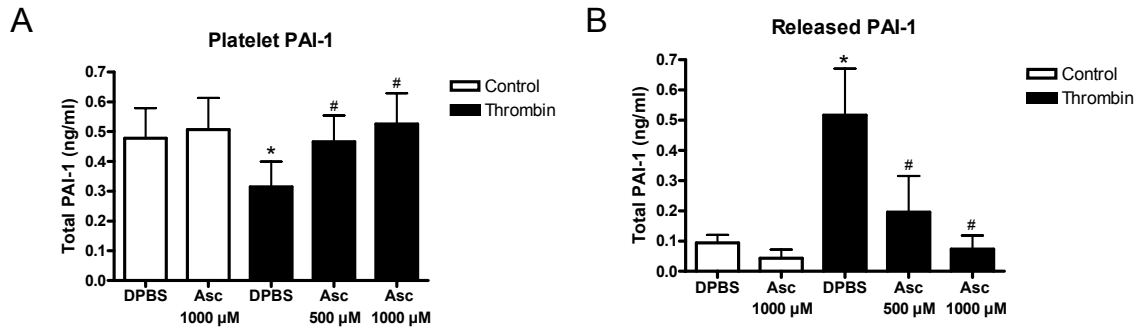 A
Platelet PAI-1
Total PAI-1 (ng/ml)
0.7
0.6
0.5
0.4
0.3
0.2
0.1
0.0
*
#
#
DPBS
Asc
1000 µM
DPBS
Asc
500 µM
Asc
1000 µM
Control
Thrombin
B
Released PAI-1
Total PAI-1 (ng/ml)
0.7
0.6
0.5
0.4
0.3
0.2
0.1
0.0
*
#
#
DPBS
Asc
1000 µM
DPBS
Asc
500 µM
Asc
1000 µM
Control
Thrombin